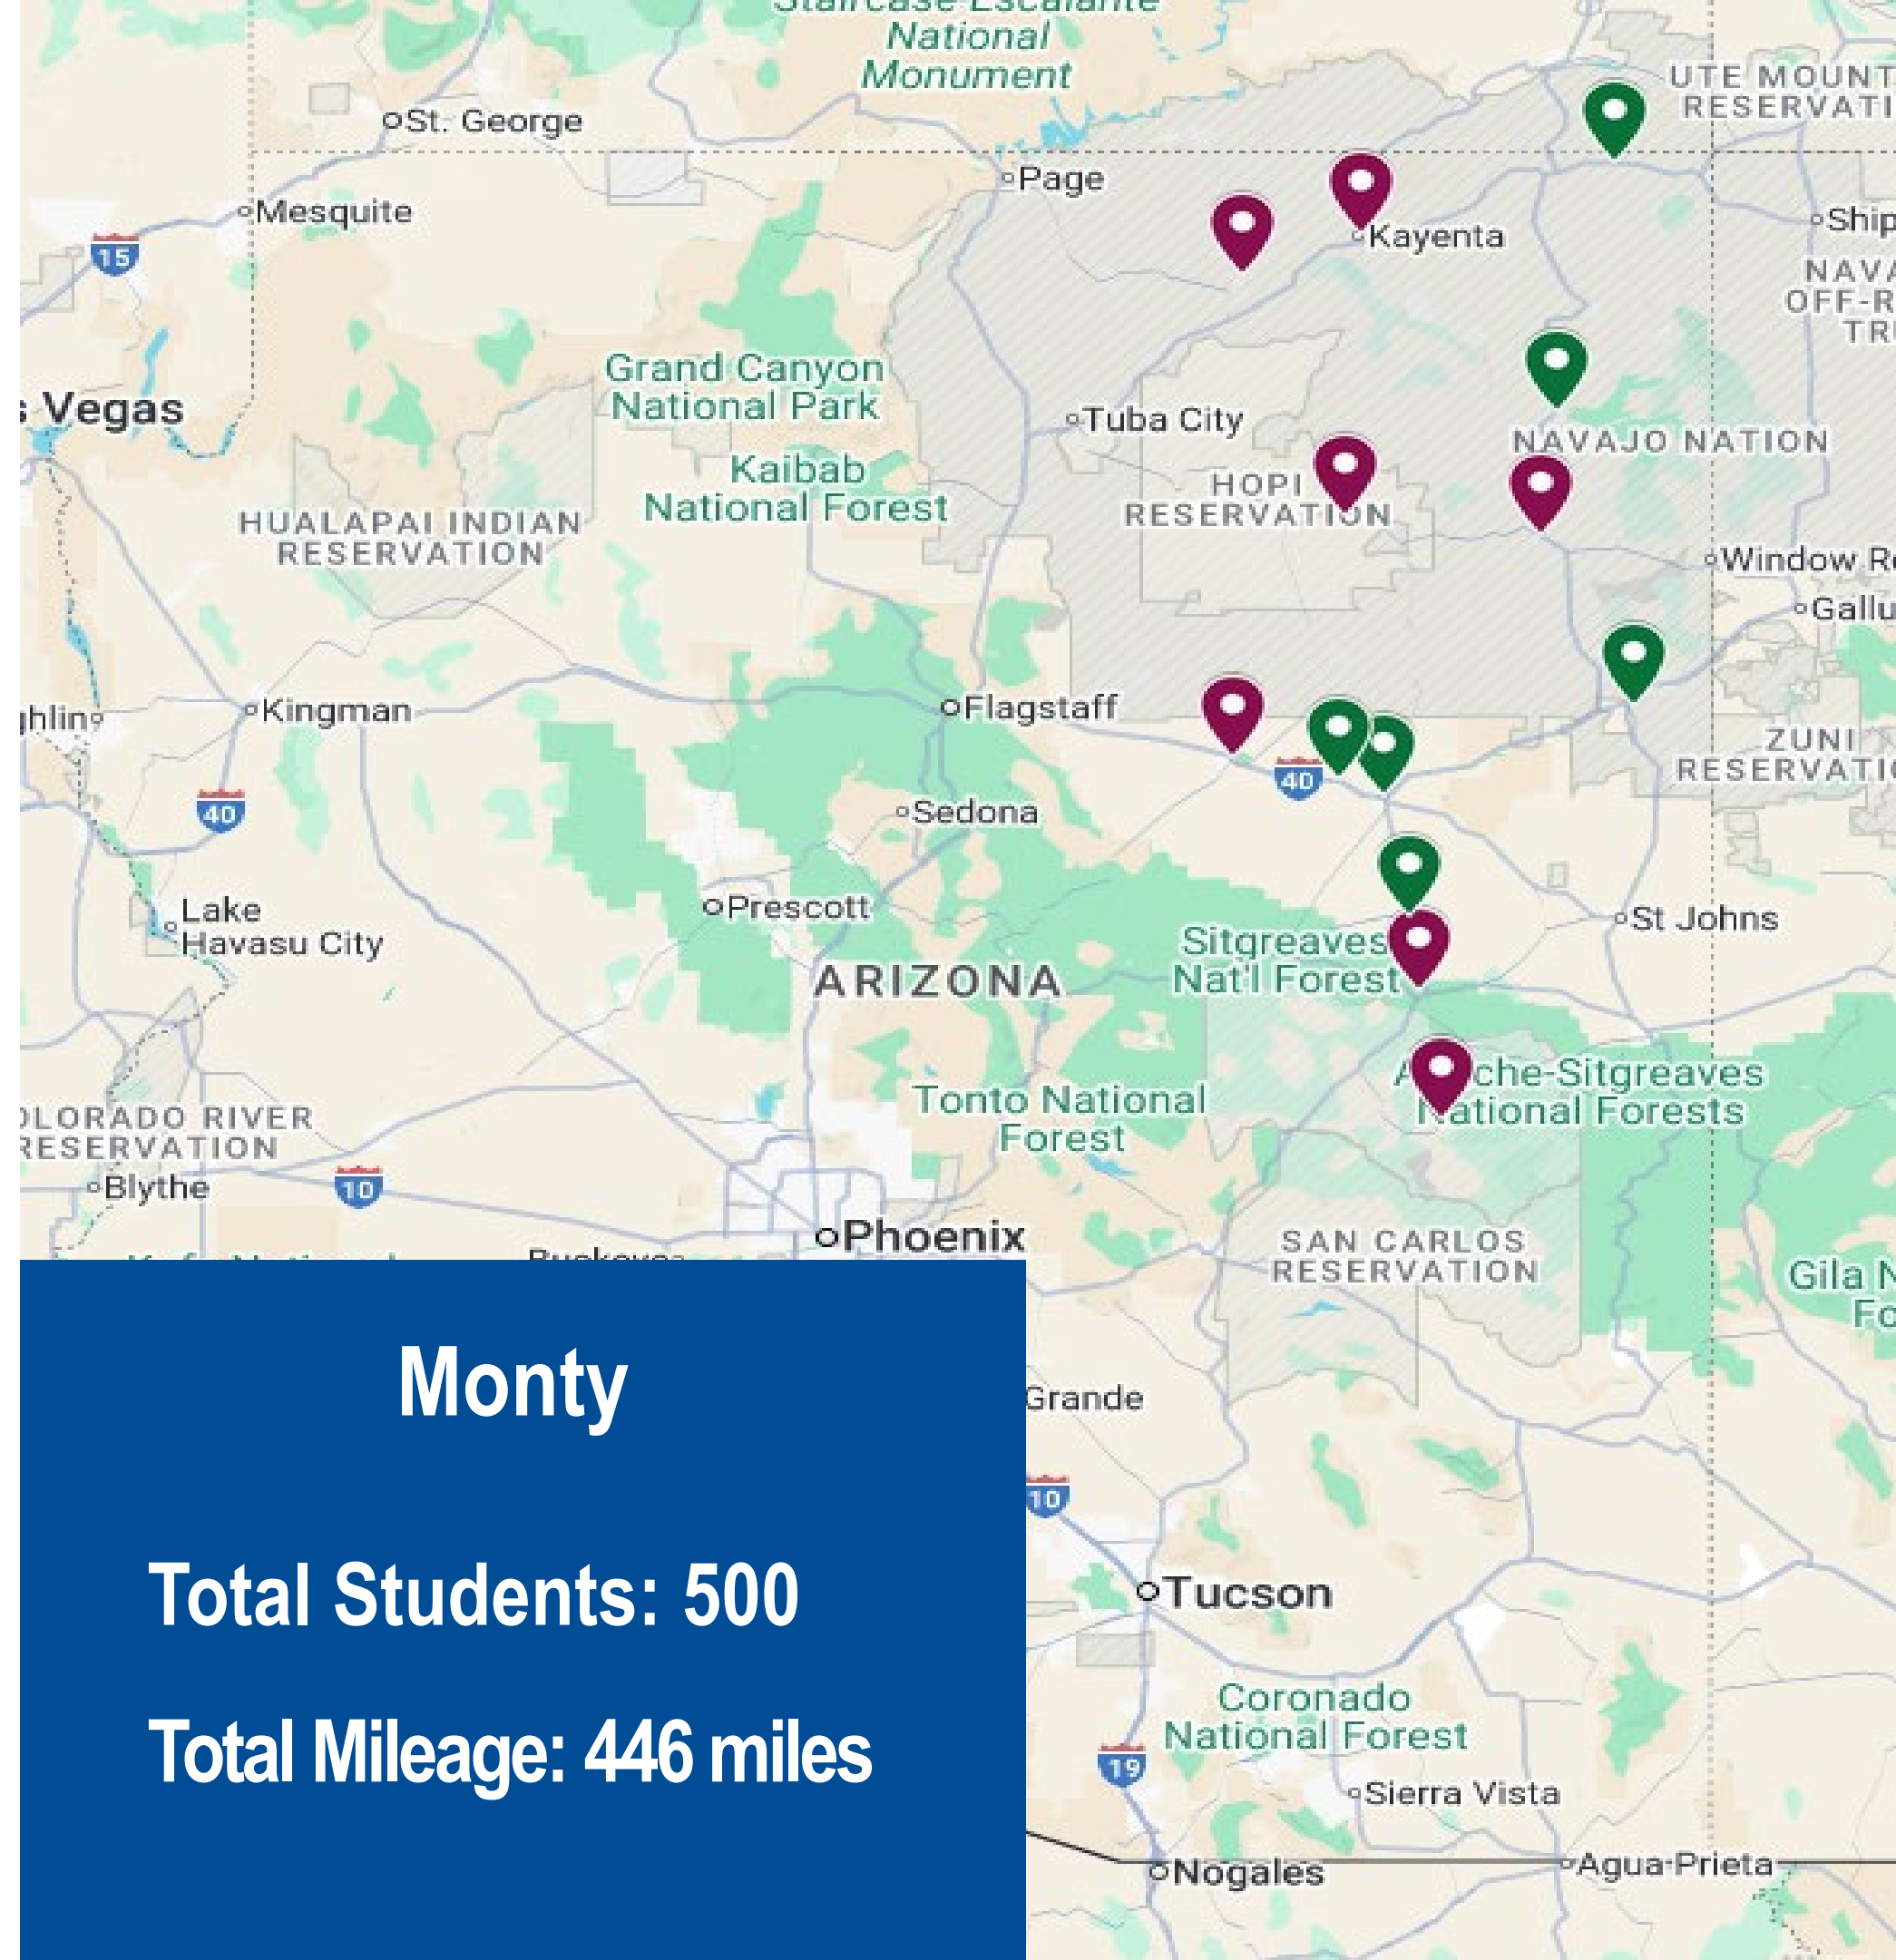 National
Monument
UTE MOUNT
RESERVATI
St. George
Page
Mesquite
Kayenta
Ship
15
NAVA
OFF-R
TR
Grand Canyon
National Park
s Vegas
Tuba City
NAVAJO NATION
Kaibab
National Forest
HOPI
RESERVATION
HUALAPAI INDIAN
RESERVATION
Window R
Gallu
Kingman
Flagstaff
ghlin
ZUNI
RESERVATI
40
40
Sedona
Lake
Havasu City
Prescott
St Johns
Sitgreaves
Nat'l Forest
ARIZONA
che-Sitgreaves
National Forests
Tonto National
Forest
OLORADO RIVER
RESERVATION
Blythe
10
Phoenix
SAN CARLOS
RESERVATION
Gila N
Fo
Monty
Grande
10
Total Students: 500
Tucson
Total Mileage: 446 miles
Coronado
National Forest
19
Sierra Vista
Nogales
Agua Prieta